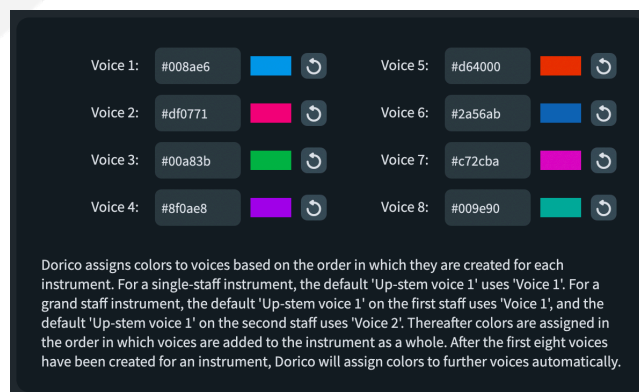 Voice 1: #008ae6 Voice 5: #d64000
Voice 2: #df0771 Voice 6: #2a56ab
Voice 3: #00a83b Voice 7: #c72cba
Voice 4: #8f0ae8 Voice 8: #009e90
Dorico assigns colors to voices based on the order in which they are created for each
instrument. For a single-staff instrument, the default 'Up-stem voice 1' uses 'Voice 1'. For a
grand staff instrument, the default 'Up-stem voice 1' on the first staff uses 'Voice 1', and the
default 'Up-stem voice 1' on the second staff uses 'Voice 2'. Thereafter colors are assigned in
the order in which voices are added to the instrument as a whole. After the first eight voices
have been created for an instrument, Dorico will assign colors to further voices automatically.